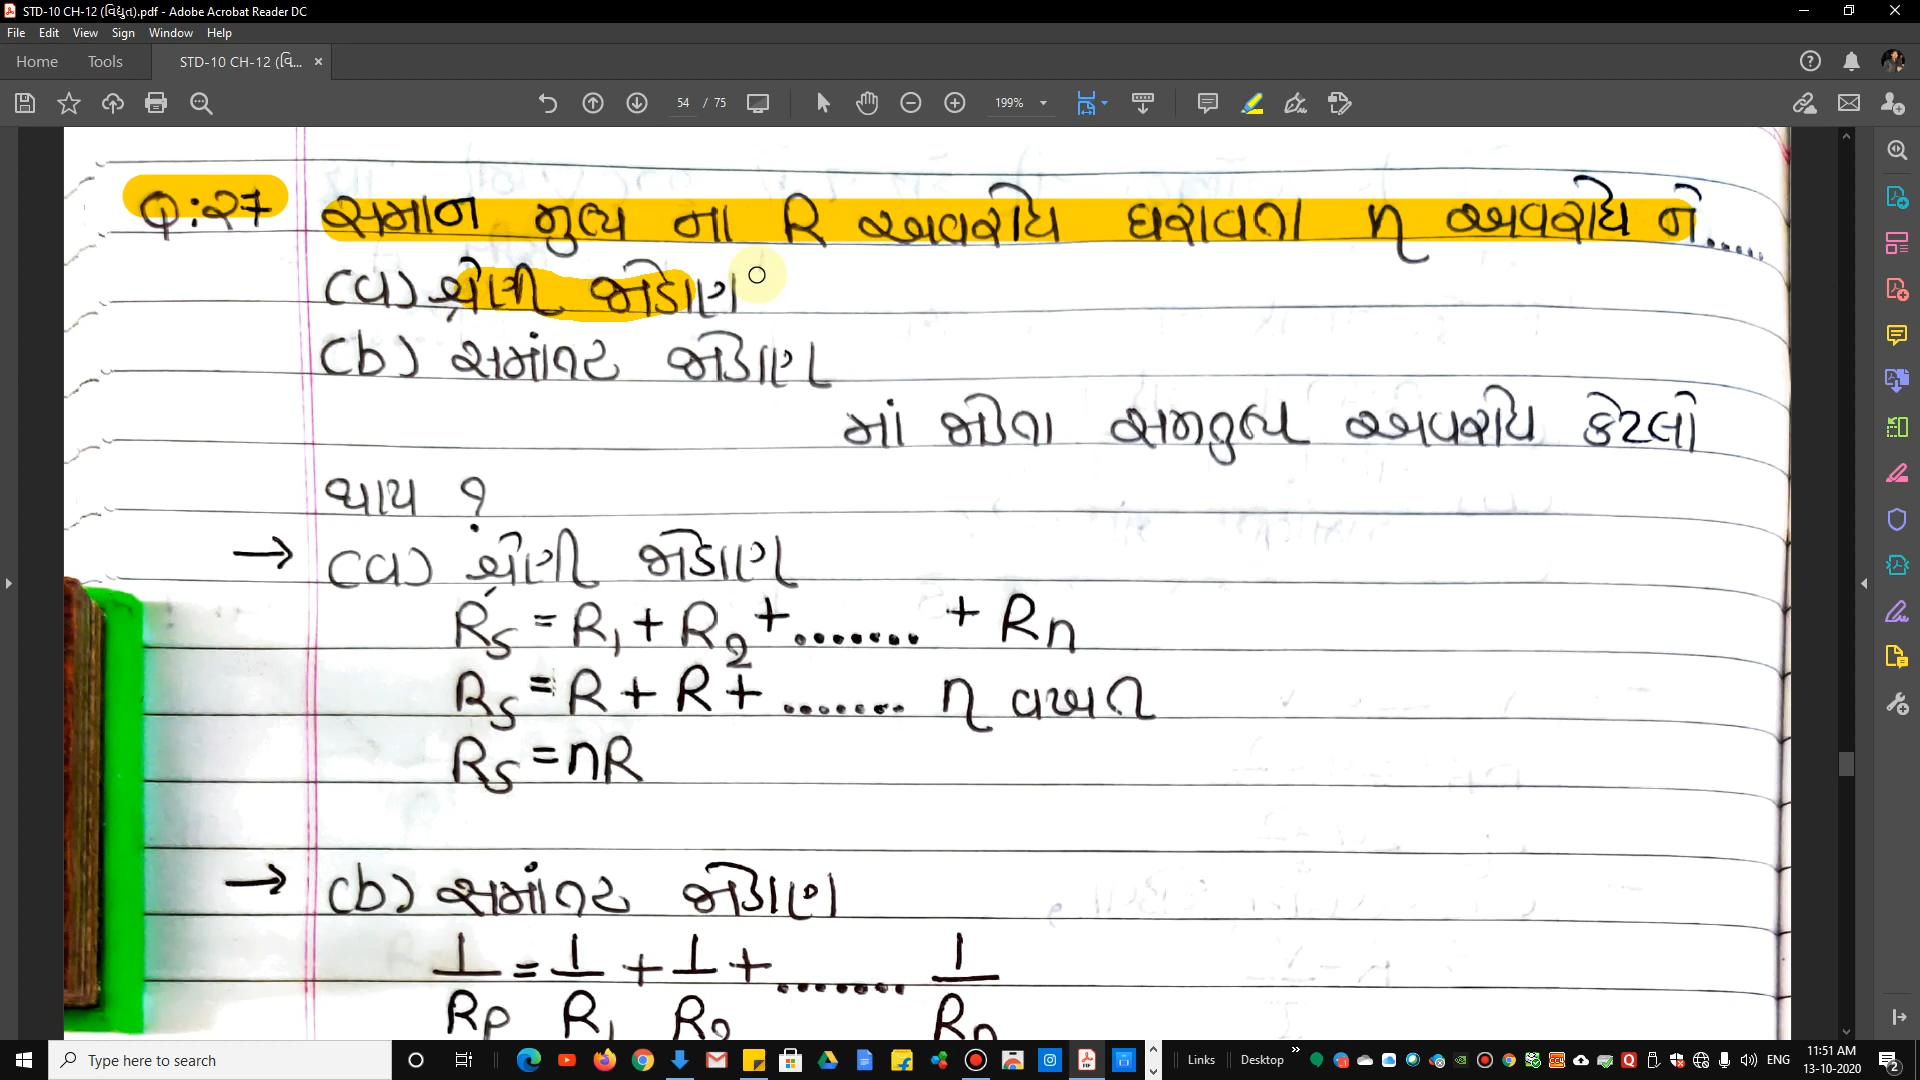 STD-10 CH-12 (વિદ્યુત).pdf - Adobe Acrobat Reader DC
File Edit View Sign Window Help
Home Tools STD-10 CH-12 (વિ... ×
54 / 75 199%
Q:27 સમાન મુલ્ય ના R અવરોધ ધરાવતા n અવરોધ ને.....
(a) શ્રેણી જોડાણ
(b) સમાંતર જોડાણ
માં જોડતા સમતુલ્ય અવરોધ કેટલો
થાય ?
→ (a) શ્રેણી જોડાણ
Rs = R1 + R2 + ....... + Rn
Rs = R + R + ....... n વખત
Rs = nR
→ (b) સમાંતર જોડાણ
1/Rp = 1/R1 + 1/R2 + ....... 1/Rn
Type here to search Links Desktop » ENG 11:51 AM
13-10-2020 2